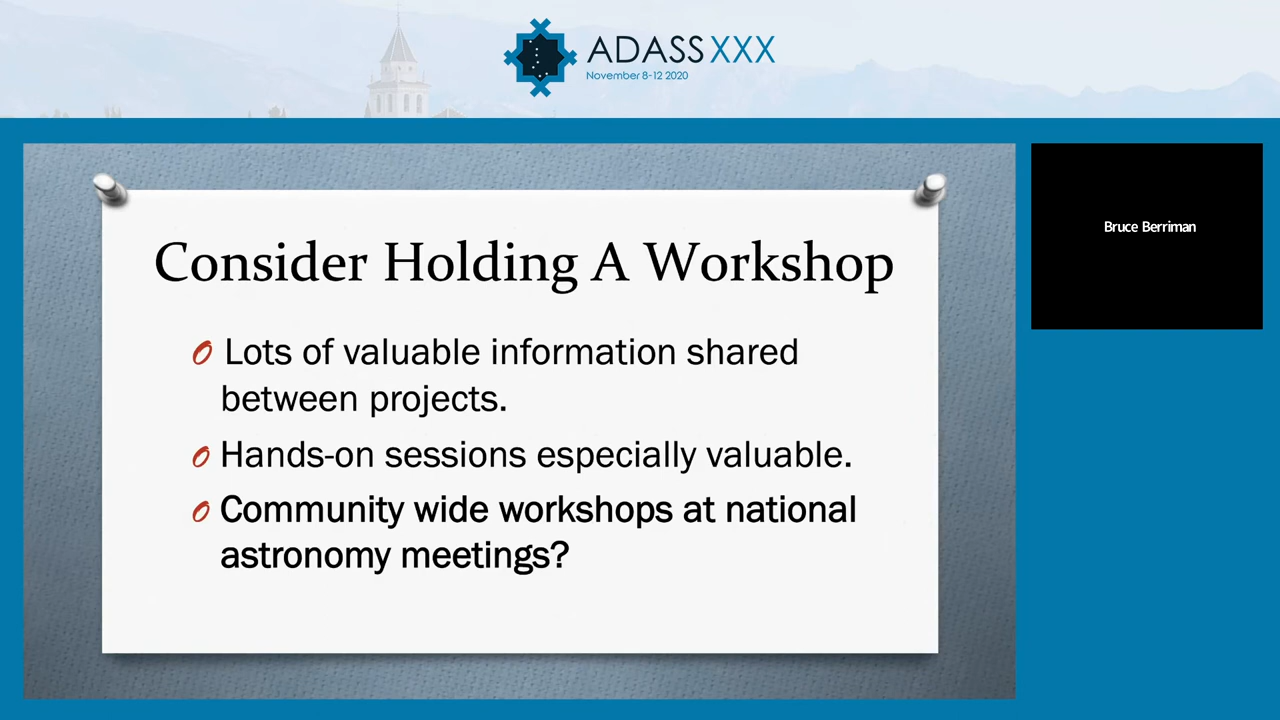 ADASS XXX
November 8-12 2020
Bruce Berriman
Consider Holding A Workshop
Lots of valuable information shared
between projects.
Hands-on sessions especially valuable.
Community wide workshops at national
astronomy meetings?